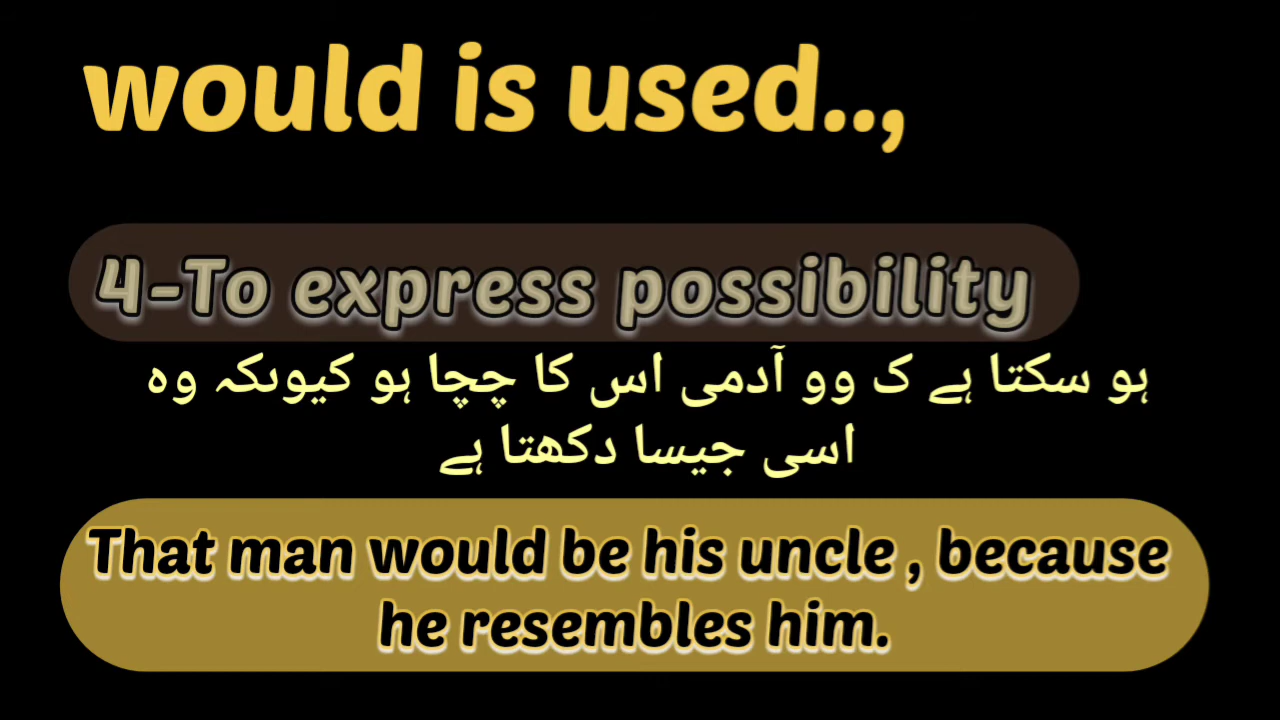 would is used..,
4-To express possibility
ہو سکتا ہے ک وو آدمی اس کا چچا ہو کیوںکہ وہ
اسی جیسا دکھتا ہے
That man would be his uncle , because
he resembles him.